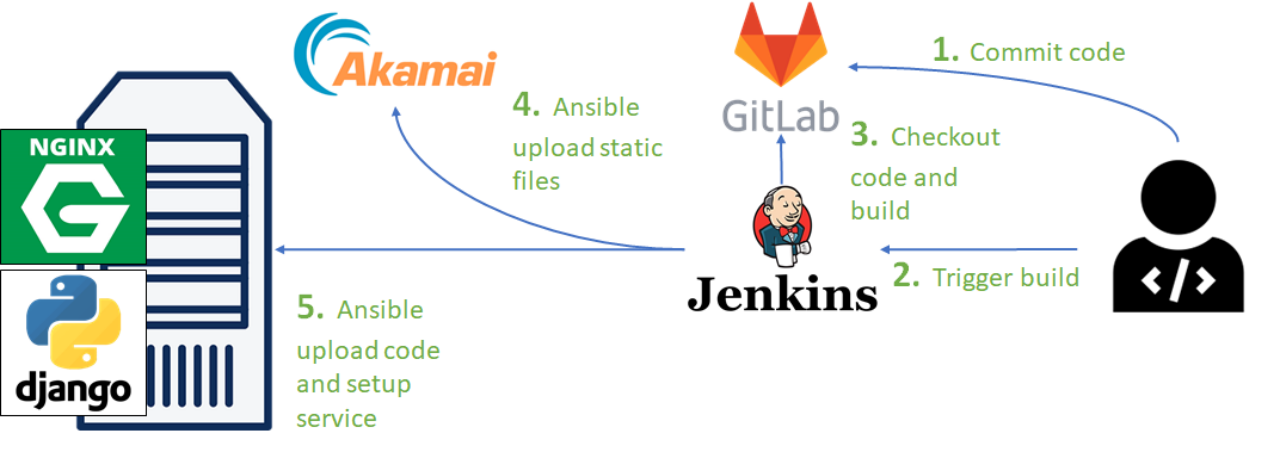 Akamai
GitLab
1. Commit code
4. Ansible
upload static
files
3. Checkout
code and
build
NGINX
G
django
Jenkins
2. Trigger build
</>
5. Ansible
upload code
and setup
service